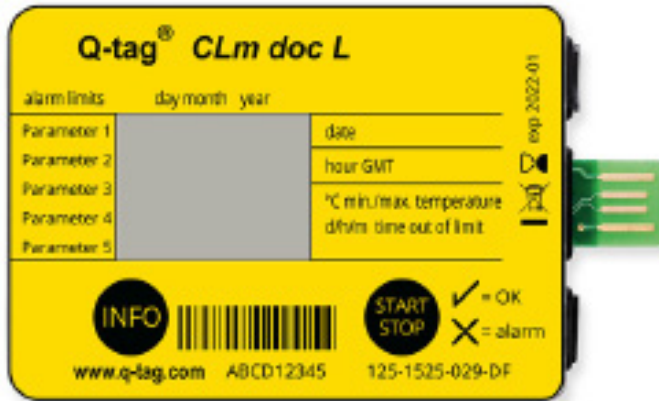 Q-tag® CLm doc L
alarm limits day month year
Parameter 1 date
Parameter 2 hour GMT
Parameter 3 °C min./max. temperature
Parameter 4 d/h/m time out of limit
Parameter 5
exp 2022-01
INFO START STOP ✓ = OK
✗ = alarm
www.q-tag.com ABCD12345 125-1525-029-DF